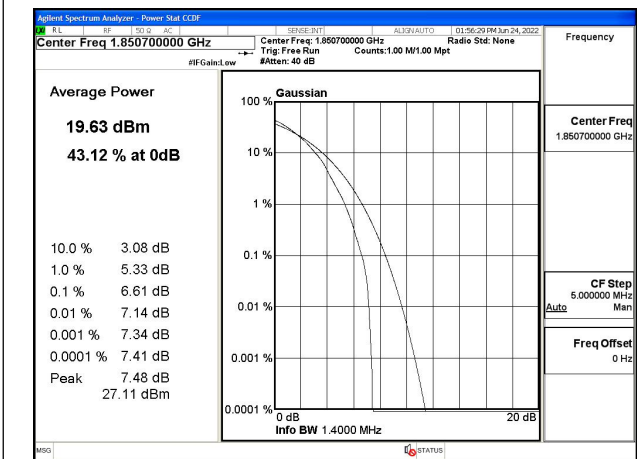 Agilent Spectrum Analyzer - Power Stat CCDF
RL RF 50 Ω AC SENSE:INT ALIGN AUTO 01:56:29 PM Jun 24, 2022
Center Freq 1.850700000 GHz
Center Freq: 1.850700000 GHz Radio Std: None
Trig: Free Run Counts:1.00 M/1.00 Mpt
#IFGain:Low #Atten: 40 dB
Frequency
Average Power
19.63 dBm
43.12 % at 0dB
10.0 % 3.08 dB
1.0 % 5.33 dB
0.1 % 6.61 dB
0.01 % 7.14 dB
0.001 % 7.34 dB
0.0001 % 7.41 dB
Peak 7.48 dB
27.11 dBm
Gaussian
100 %
10 %
1 %
0.1 %
0.01 %
0.001 %
0.0001 %
0 dB 20 dB
Info BW 1.4000 MHz
Center Freq
1.850700000 GHz
CF Step
5.000000 MHz
Auto Man
Freq Offset
0 Hz
MSG STATUS